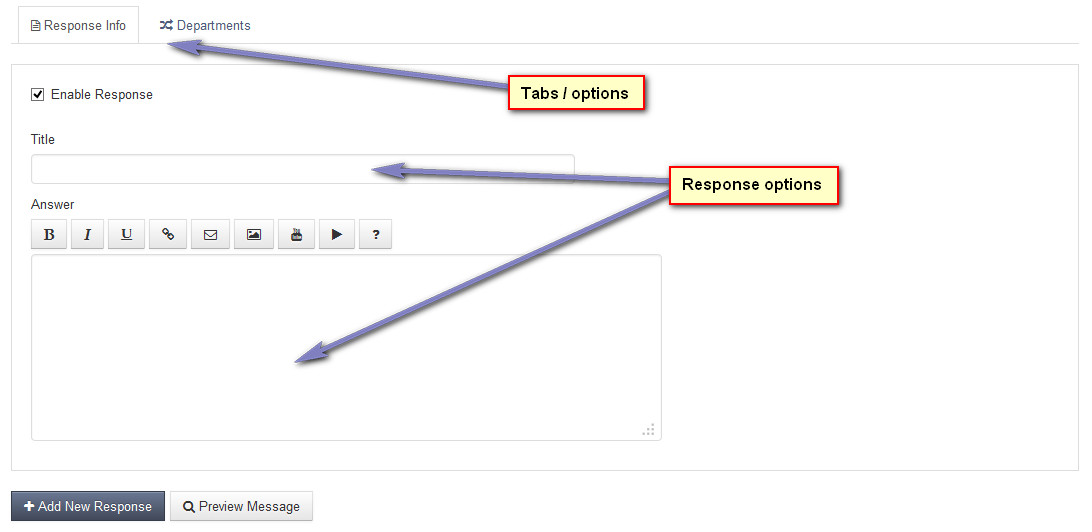 Response Info Departments
Tabs / options
Enable Response
Title
Response options
Answer
B I U ?
Add New Response Preview Message